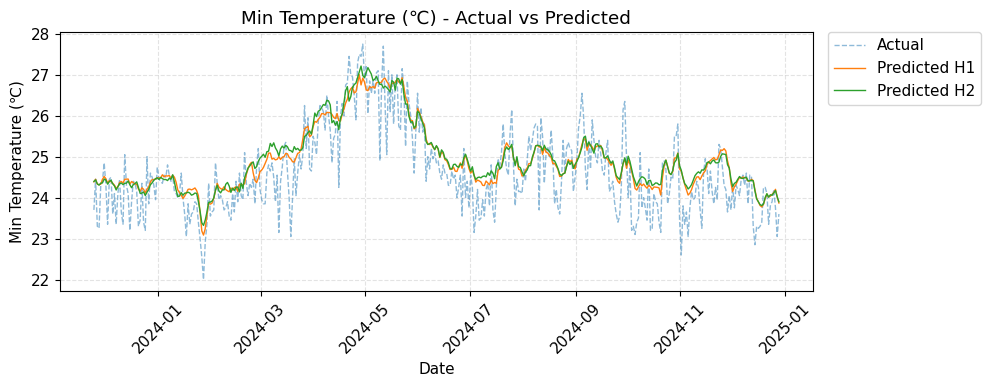 Min Temperature (℃) - Actual vs Predicted
Actual
Predicted H1
Predicted H2
Min Temperature (℃)
28
27
26
25
24
23
22
2024-01
2024-03
2024-05
2024-07
2024-09
2024-11
2025-01
Date